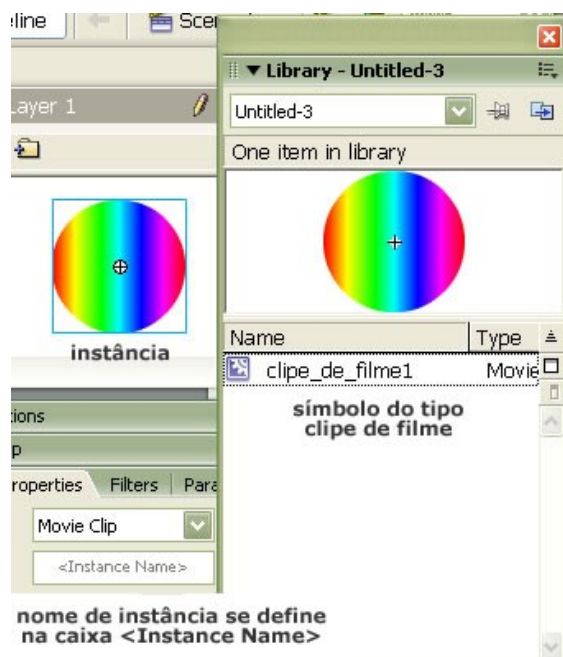 eline
Scen
Library - Untitled-3
Layer 1
Untitled-3
One item in library
instância
Name Type
clipe_de_filme1 Movie
símbolo do tipo
clipe de filme
ions
p
roperties Filters Para
Movie Clip
<Instance Name>
nome de instância se define
na caixa <Instance Name>